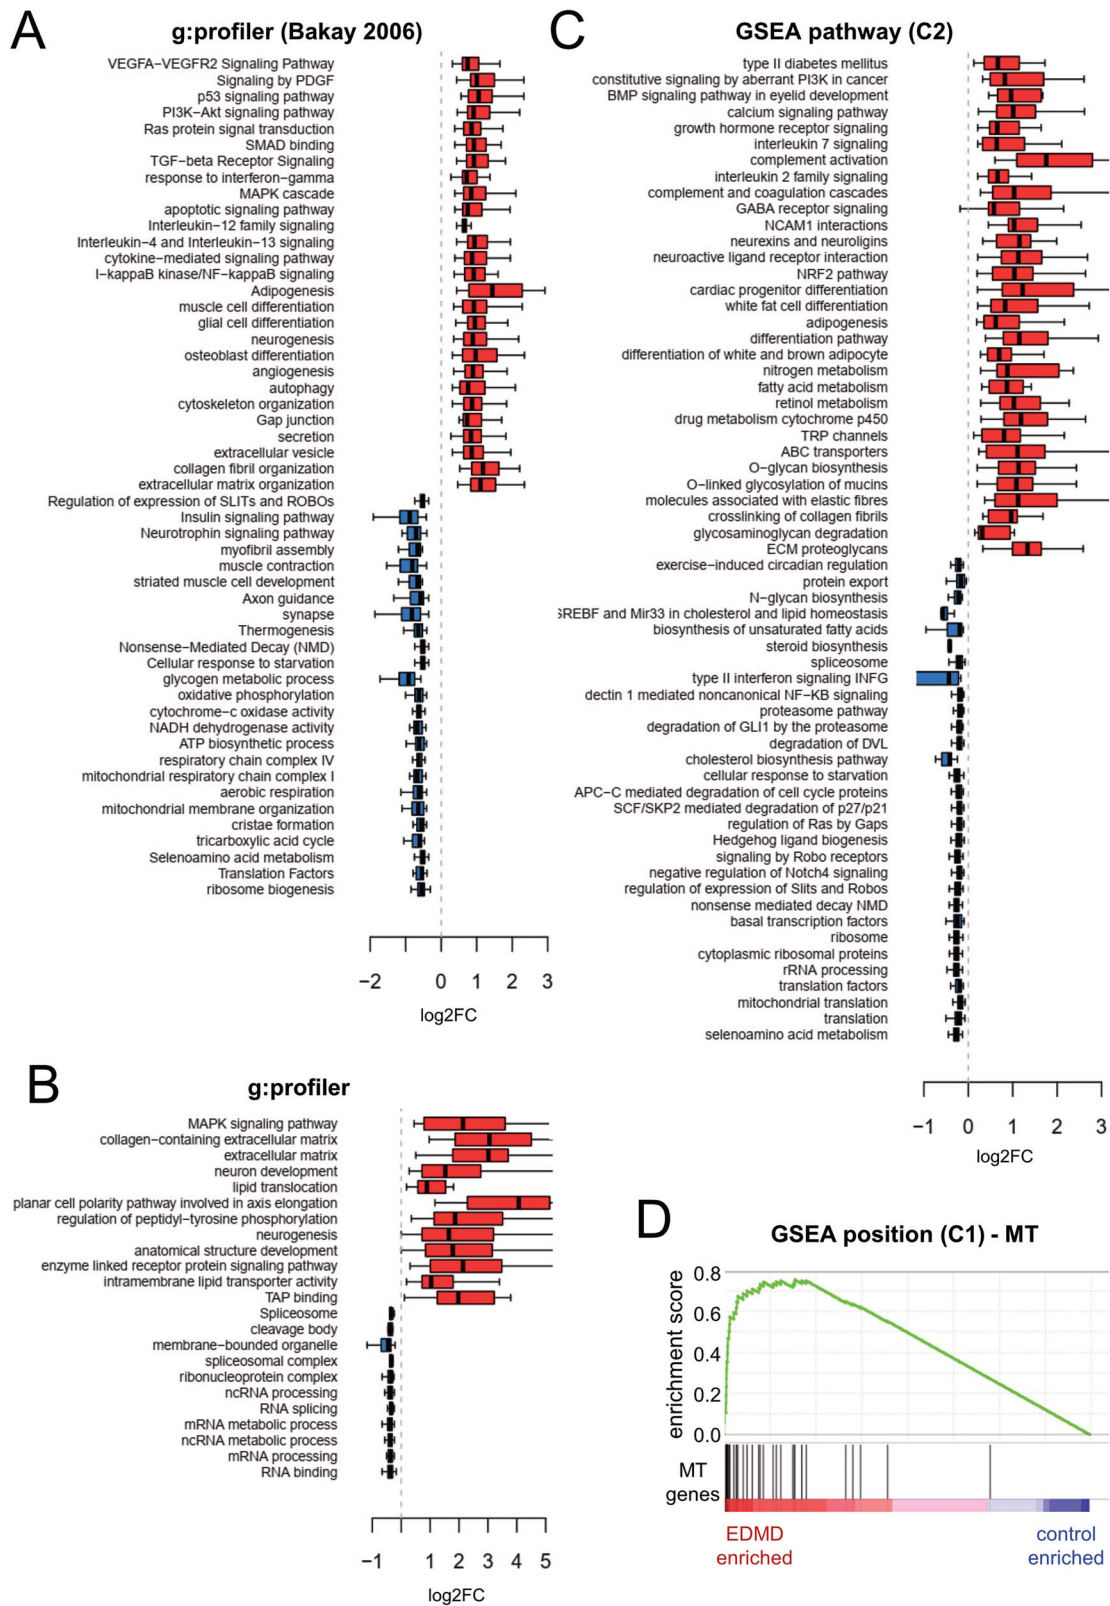 A
g:profiler (Bakay 2006)
VEGFA−VEGFR2 Signaling Pathway
Signaling by PDGF
p53 signaling pathway
PI3K−Akt signaling pathway
Ras protein signal transduction
SMAD binding
TGF−beta Receptor Signaling
response to interferon−gamma
MAPK cascade
apoptotic signaling pathway
Interleukin−12 family signaling
Interleukin−4 and Interleukin−13 signaling
cytokine−mediated signaling pathway
I−kappaB kinase/NF−kappaB signaling
Adipogenesis
muscle cell differentiation
glial cell differentiation
neurogenesis
osteoblast differentiation
angiogenesis
autophagy
cytoskeleton organization
Gap junction
secretion
extracellular vesicle
collagen fibril organization
extracellular matrix organization
Regulation of expression of SLITs and ROBOs
Insulin signaling pathway
Neurotrophin signaling pathway
myofibril assembly
muscle contraction
striated muscle cell development
Axon guidance
synapse
Thermogenesis
Nonsense−Mediated Decay (NMD)
Cellular response to starvation
glycogen metabolic process
oxidative phosphorylation
cytochrome−c oxidase activity
NADH dehydrogenase activity
ATP biosynthetic process
respiratory chain complex IV
mitochondrial respiratory chain complex I
aerobic respiration
mitochondrial membrane organization
cristae formation
tricarboxylic acid cycle
Selenoamino acid metabolism
Translation Factors
ribosome biogenesis
−2 0 1 2 3
log2FC
B
g:profiler
MAPK signaling pathway
collagen−containing extracellular matrix
extracellular matrix
neuron development
lipid translocation
planar cell polarity pathway involved in axis elongation
regulation of peptidyl−tyrosine phosphorylation
neurogenesis
anatomical structure development
enzyme linked receptor protein signaling pathway
intramembrane lipid transporter activity
TAP binding
Spliceosome
cleavage body
membrane−bounded organelle
spliceosomal complex
ribonucleoprotein complex
ncRNA processing
RNA splicing
mRNA metabolic process
ncRNA metabolic process
mRNA processing
RNA binding
−1 1 2 3 4 5
log2FC
C
GSEA pathway (C2)
type II diabetes mellitus
constitutive signaling by aberrant PI3K in cancer
BMP signaling pathway in eyelid development
calcium signaling pathway
growth hormone receptor signaling
interleukin 7 signaling
complement activation
interleukin 2 family signaling
complement and coagulation cascades
GABA receptor signaling
NCAM1 interactions
neurexins and neuroligins
neuroactive ligand receptor interaction
NRF2 pathway
cardiac progenitor differentiation
white fat cell differentiation
adipogenesis
differentiation pathway
differentiation of white and brown adipocyte
nitrogen metabolism
fatty acid metabolism
retinol metabolism
drug metabolism cytochrome p450
TRP channels
ABC transporters
O−glycan biosynthesis
O−linked glycosylation of mucins
molecules associated with elastic fibres
crosslinking of collagen fibrils
glycosaminoglycan degradation
ECM proteoglycans
exercise−induced circadian regulation
protein export
N−glycan biosynthesis
SREBF and Mir33 in cholesterol and lipid homeostasis
biosynthesis of unsaturated fatty acids
steroid biosynthesis
spliceosome
type II interferon signaling INFG
dectin 1 mediated noncanonical NF−KB signaling
proteasome pathway
degradation of GLI1 by the proteasome
degradation of DVL
cholesterol biosynthesis pathway
cellular response to starvation
APC−C mediated degradation of cell cycle proteins
SCF/SKP2 mediated degradation of p27/p21
regulation of Ras by Gaps
Hedgehog ligand biogenesis
signaling by Robo receptors
negative regulation of Notch4 signaling
regulation of expression of Slits and Robos
nonsense mediated decay NMD
basal transcription factors
ribosome
cytoplasmic ribosomal proteins
rRNA processing
translation factors
mitochondrial translation
translation
selenoamino acid metabolism
−1 0 1 2 3
log2FC
D
GSEA position (C1) - MT
enrichment score
0.8
0.6
0.4
0.2
0.0
MT
genes
EDMD
enriched
control
enriched